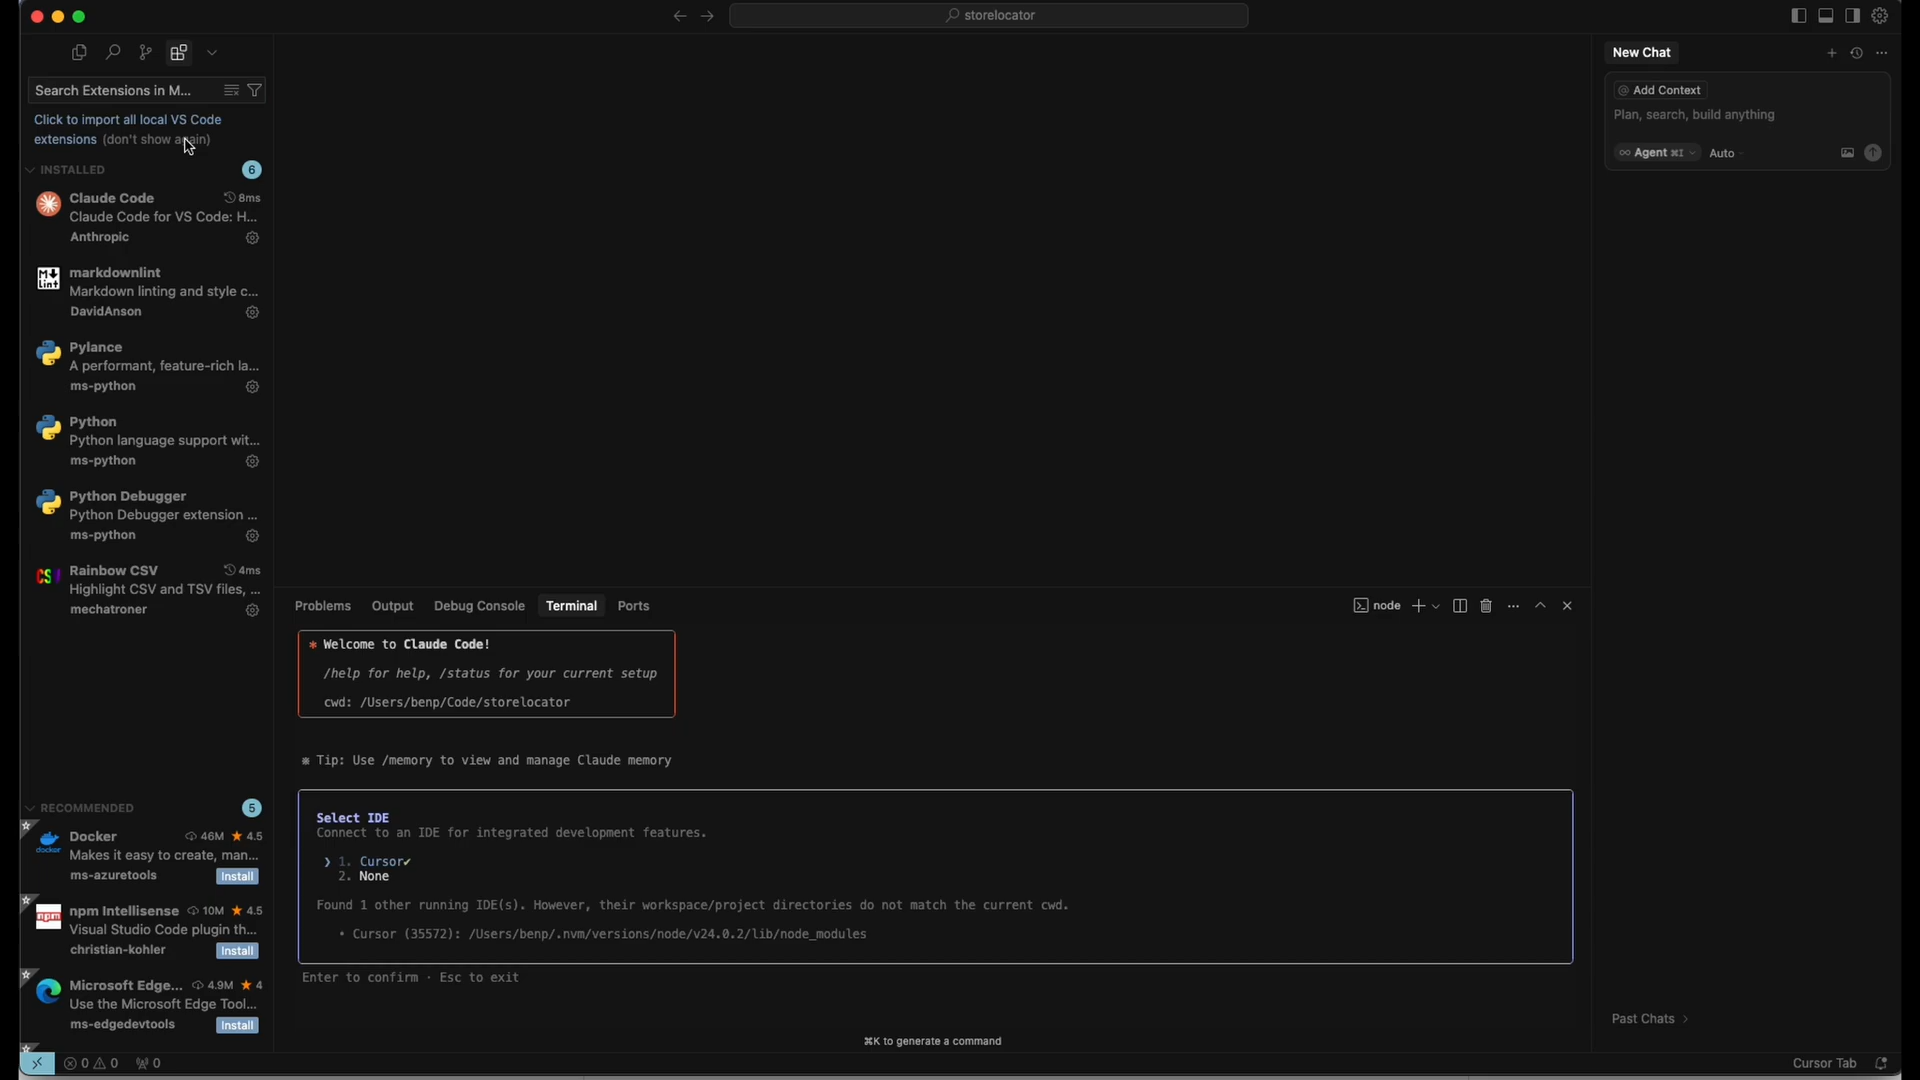 storelocator
Search Extensions in M...
Click to import all local VS Code
extensions (don't show again)
INSTALLED 6
Claude Code 8ms
Claude Code for VS Code: H...
Anthropic
markdownlint
Markdown linting and style c...
DavidAnson
Pylance
A performant, feature-rich la...
ms-python
Python
Python language support wit...
ms-python
Python Debugger
Python Debugger extension ...
ms-python
Rainbow CSV 4ms
Highlight CSV and TSV files, ...
mechatroner
RECOMMENDED 5
Docker 46M ★ 4.5
Makes it easy to create, man...
ms-azuretools Install
npm Intellisense 10M ★ 4.5
Visual Studio Code plugin th...
christian-kohler Install
Microsoft Edge... 4.9M ★ 4
Use the Microsoft Edge Tool...
ms-edgedevtools Install
Problems Output Debug Console Terminal Ports node
* Welcome to Claude Code!
/help for help, /status for your current setup
cwd: /Users/benp/Code/storelocator
※ Tip: Use /memory to view and manage Claude memory
Select IDE
Connect to an IDE for integrated development features.
❯ 1. Cursor✔
2. None
Found 1 other running IDE(s). However, their workspace/project directories do not match the current cwd.
• Cursor (35572): /Users/benp/.nvm/versions/node/v24.0.2/lib/node_modules
Enter to confirm · Esc to exit
⌘K to generate a command
New Chat
@ Add Context
Plan, search, build anything
∞ Agent ⌘I Auto
Past Chats >
0 0 0
Cursor Tab